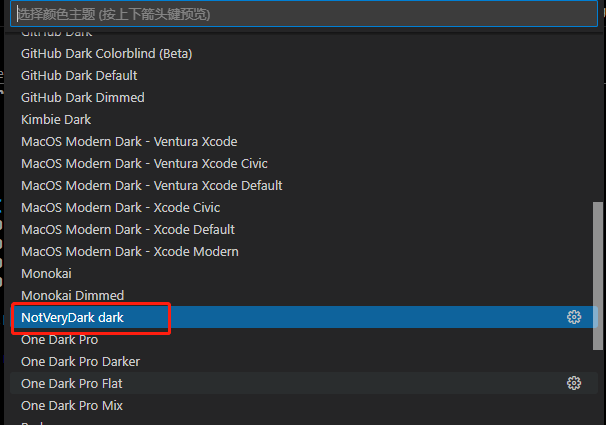 选择颜色主题 (按上下箭头键预览)
GitHub Dark
GitHub Dark Colorblind (Beta)
GitHub Dark Default
GitHub Dark Dimmed
Kimbie Dark
MacOS Modern Dark - Ventura Xcode
MacOS Modern Dark - Ventura Xcode Civic
MacOS Modern Dark - Ventura Xcode Default
MacOS Modern Dark - Xcode Civic
MacOS Modern Dark - Xcode Default
MacOS Modern Dark - Xcode Modern
Monokai
Monokai Dimmed
NotVeryDark dark
One Dark Pro
One Dark Pro Darker
One Dark Pro Flat
One Dark Pro Mix